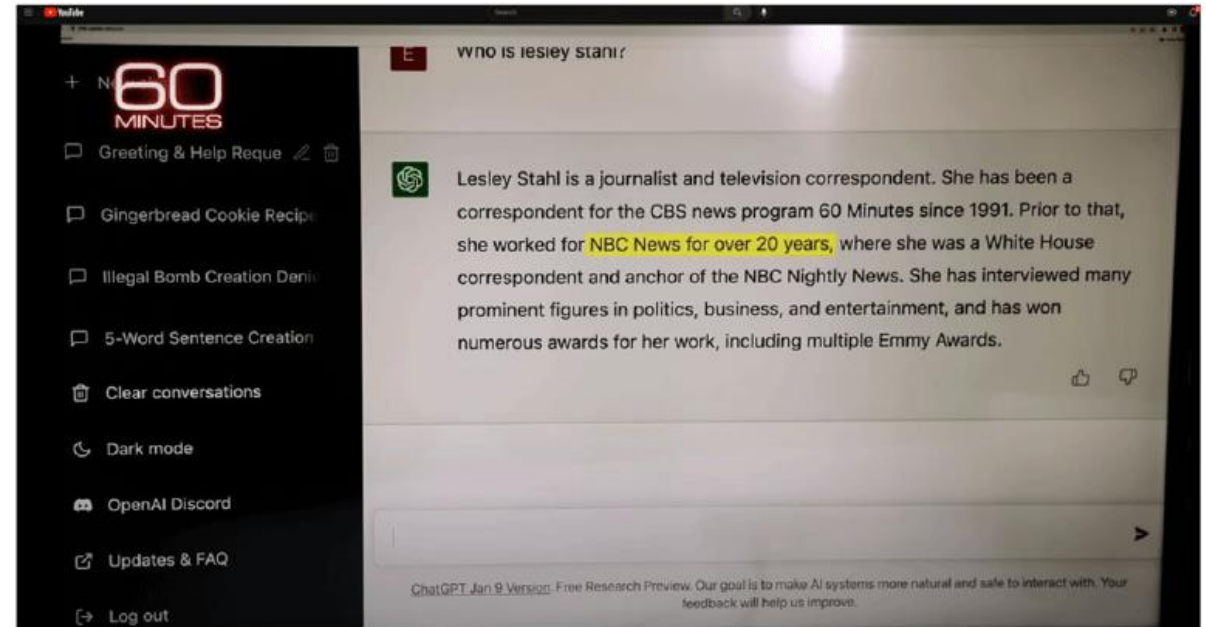 YouTube
Search
60
MINUTES
Greeting & Help Reque
Gingerbread Cookie Recipe
Illegal Bomb Creation Deni
5-Word Sentence Creation
Clear conversations
Dark mode
OpenAI Discord
Updates & FAQ
Log out
E
Who is lesley stahl?
Lesley Stahl is a journalist and television correspondent. She has been a
correspondent for the CBS news program 60 Minutes since 1991. Prior to that,
she worked for NBC News for over 20 years, where she was a White House
correspondent and anchor of the NBC Nightly News. She has interviewed many
prominent figures in politics, business, and entertainment, and has won
numerous awards for her work, including multiple Emmy Awards.
ChatGPT Jan 9 Version. Free Research Preview. Our goal is to make AI systems more natural and safe to interact with. Your
feedback will help us improve.